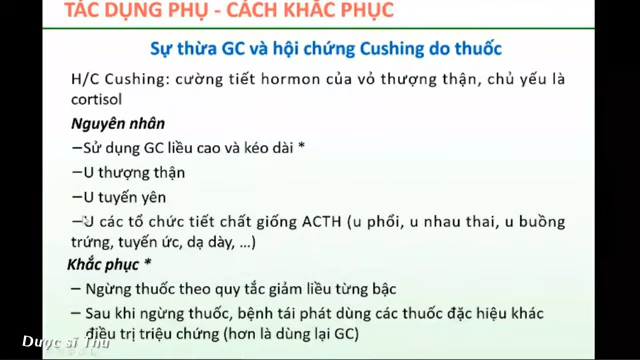 TÁC DỤNG PHỤ - CÁCH KHẮC PHỤC
Sự thừa GC và hội chứng Cushing do thuốc
H/C Cushing: cường tiết hormon của vỏ thượng thận, chủ yếu là
cortisol
Nguyên nhân
–Sử dụng GC liều cao và kéo dài *
–U thượng thận
–U tuyến yên
–U các tổ chức tiết chất giống ACTH (u phổi, u nhau thai, u buồng
trứng, tuyến ức, dạ dày, ...)
Khắc phục *
- Ngừng thuốc theo quy tắc giảm liều từng bậc
- Sau khi ngừng thuốc, bệnh tái phát dùng các thuốc đặc hiệu khác
điều trị triệu chứng (hơn là dùng lại GC)
Dược sĩ Thu